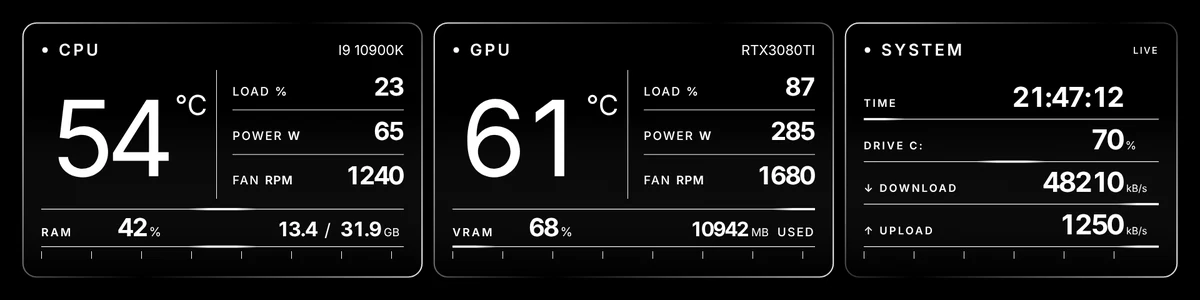 • CPU I9 10900K
54 °C
LOAD % 23
POWER W 65
FAN RPM 1240
RAM 42% 13.4 / 31.9 GB
• GPU RTX3080TI
61 °C
LOAD % 87
POWER W 285
FAN RPM 1680
VRAM 68% 10942 MB USED
• SYSTEM LIVE
TIME 21:47:12
DRIVE C: 70%
↓ DOWNLOAD 48210 kB/s
↑ UPLOAD 1250 kB/s